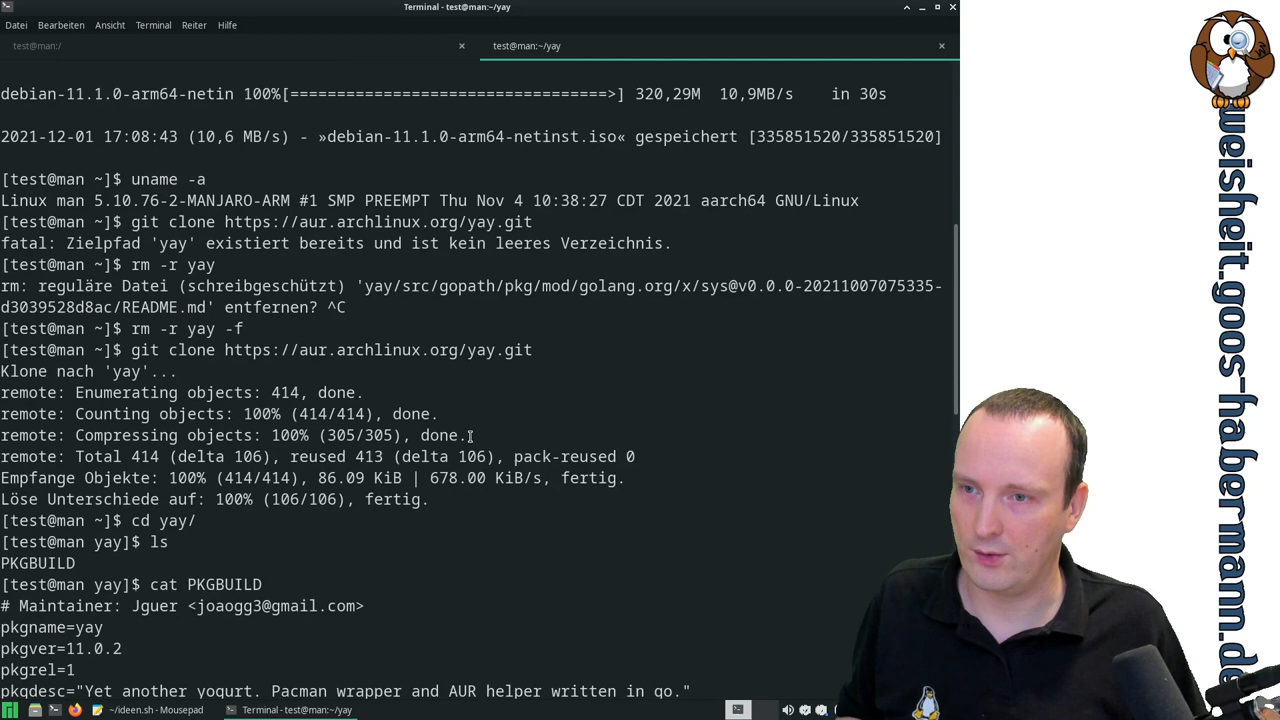 Terminal - test@man:~/yay
Datei Bearbeiten Ansicht Terminal Reiter Hilfe
test@man:/
test@man:~/yay
debian-11.1.0-arm64-netin 100%[==================================>] 320,29M 10,9MB/s in 30s
2021-12-01 17:08:43 (10,6 MB/s) - »debian-11.1.0-arm64-netinst.iso« gespeichert [335851520/335851520]
[test@man ~]$ uname -a
Linux man 5.10.76-2-MANJARO-ARM #1 SMP PREEMPT Thu Nov 4 10:38:27 CDT 2021 aarch64 GNU/Linux
[test@man ~]$ git clone https://aur.archlinux.org/yay.git
fatal: Zielpfad 'yay' existiert bereits und ist kein leeres Verzeichnis.
[test@man ~]$ rm -r yay
rm: reguläre Datei (schreibgeschützt) 'yay/src/gopath/pkg/mod/golang.org/x/sys@v0.0.0-20211007075335-
d3039528d8ac/README.md' entfernen? ^C
[test@man ~]$ rm -r yay -f
[test@man ~]$ git clone https://aur.archlinux.org/yay.git
Klone nach 'yay'...
remote: Enumerating objects: 414, done.
remote: Counting objects: 100% (414/414), done.
remote: Compressing objects: 100% (305/305), done.
remote: Total 414 (delta 106), reused 413 (delta 106), pack-reused 0
Empfange Objekte: 100% (414/414), 86.09 KiB | 678.00 KiB/s, fertig.
Löse Unterschiede auf: 100% (106/106), fertig.
[test@man ~]$ cd yay/
[test@man yay]$ ls
PKGBUILD
[test@man yay]$ cat PKGBUILD
# Maintainer: Jguer <joaogg3@gmail.com>
pkgname=yay
pkgver=11.0.2
pkgrel=1
pkgdesc="Yet another yogurt. Pacman wrapper and AUR helper written in go."
~/ideen.sh - Mousepad
Terminal - test@man:~/yay
weisheit.goos-habermann.de